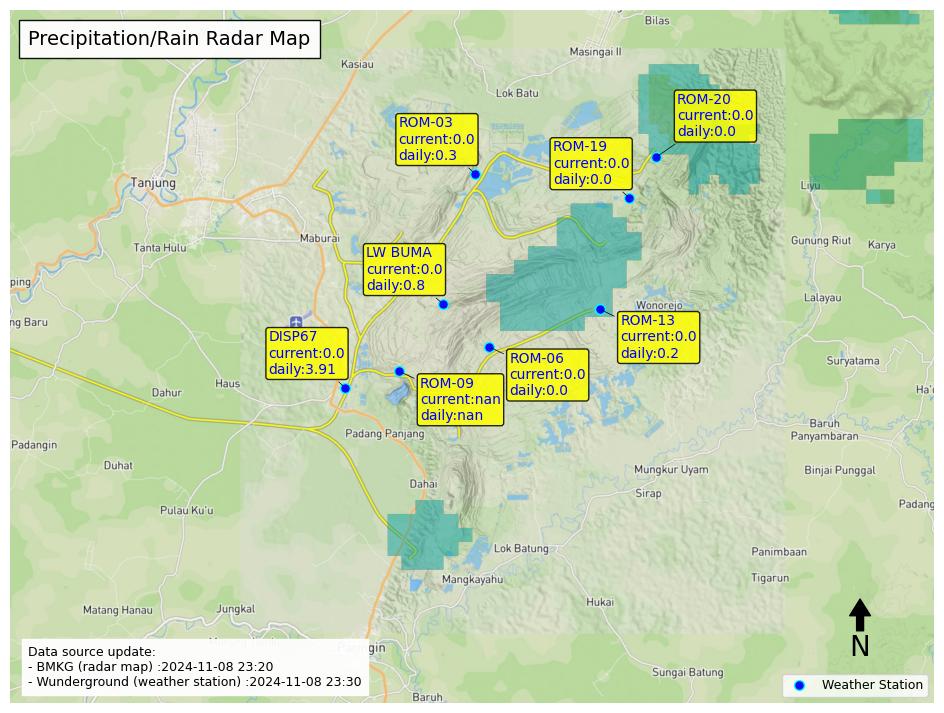 Precipitation/Rain Radar Map
Bilas
Masingai II
Kasiau
Lok Batu
ROM-20
current:0.0
daily:0.0
ROM-03
current:0.0
daily:0.3
ROM-19
current:0.0
daily:0.0
Tanjung
Liyu
Tanta Hulu
Maburai
Gunung Riut
Karya
LW BUMA
current:0.0
daily:0.8
ping
Lalayau
Wonorejo
ng Baru
ROM-13
current:0.0
daily:0.2
DISP67
current:0.0
daily:3.91
ROM-06
current:0.0
daily:0.0
Suryatama
ROM-09
current:nan
daily:nan
Haus
Dahur
Ha'
Baruh
Panyambaran
Padang Panjang
Padangin
Duhat
Mungkur Uyam
Binjai Punggal
Dahai
Sirap
Padang
Pulau Ku'u
Lok Batung
Panimbaan
Mangkayahu
Tigarun
Hukai
Matang Hanau
Jungkal
N
Data source update:
- BMKG (radar map) :2024-11-08 23:20
- Wunderground (weather station) :2024-11-08 23:30
Sungai Batung
Weather Station
Baruh